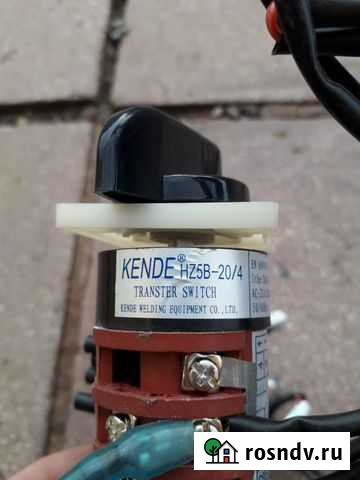 KENDE® HZ5B-20/4
TRANSTER SWITCH
KENDE WELDING EQUIPMENT CO.,LTD.
rosndv.ru